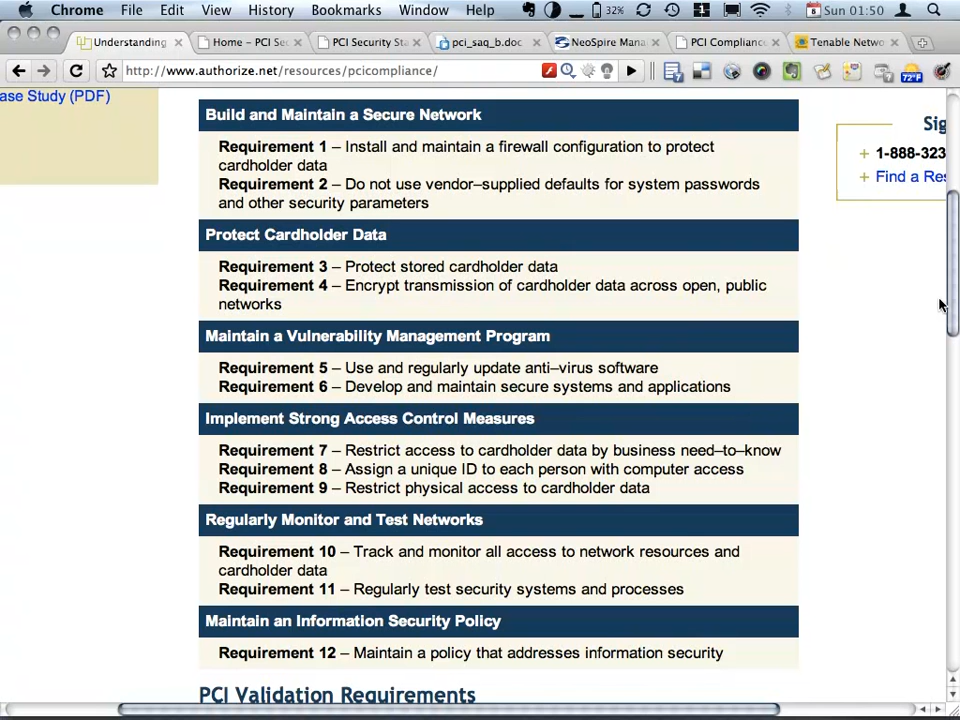 Chrome File Edit View History Bookmarks Window Help 32% Sun 01:50
Understanding Home – PCI Sec PCI Security Sta pci_saq_b.doc NeoSpire Mana PCI Compliance Tenable Netwo
http://www.authorize.net/resources/pcicompliance/ 72°F
ase Study (PDF)
Build and Maintain a Secure Network
Requirement 1 – Install and maintain a firewall configuration to protect
cardholder data
Requirement 2 – Do not use vendor–supplied defaults for system passwords
and other security parameters
Protect Cardholder Data
Requirement 3 – Protect stored cardholder data
Requirement 4 – Encrypt transmission of cardholder data across open, public
networks
Maintain a Vulnerability Management Program
Requirement 5 – Use and regularly update anti–virus software
Requirement 6 – Develop and maintain secure systems and applications
Implement Strong Access Control Measures
Requirement 7 – Restrict access to cardholder data by business need–to–know
Requirement 8 – Assign a unique ID to each person with computer access
Requirement 9 – Restrict physical access to cardholder data
Regularly Monitor and Test Networks
Requirement 10 – Track and monitor all access to network resources and
cardholder data
Requirement 11 – Regularly test security systems and processes
Maintain an Information Security Policy
Requirement 12 – Maintain a policy that addresses information security
PCI Validation Requirements
Sig
+ 1-888-323
+ Find a Res